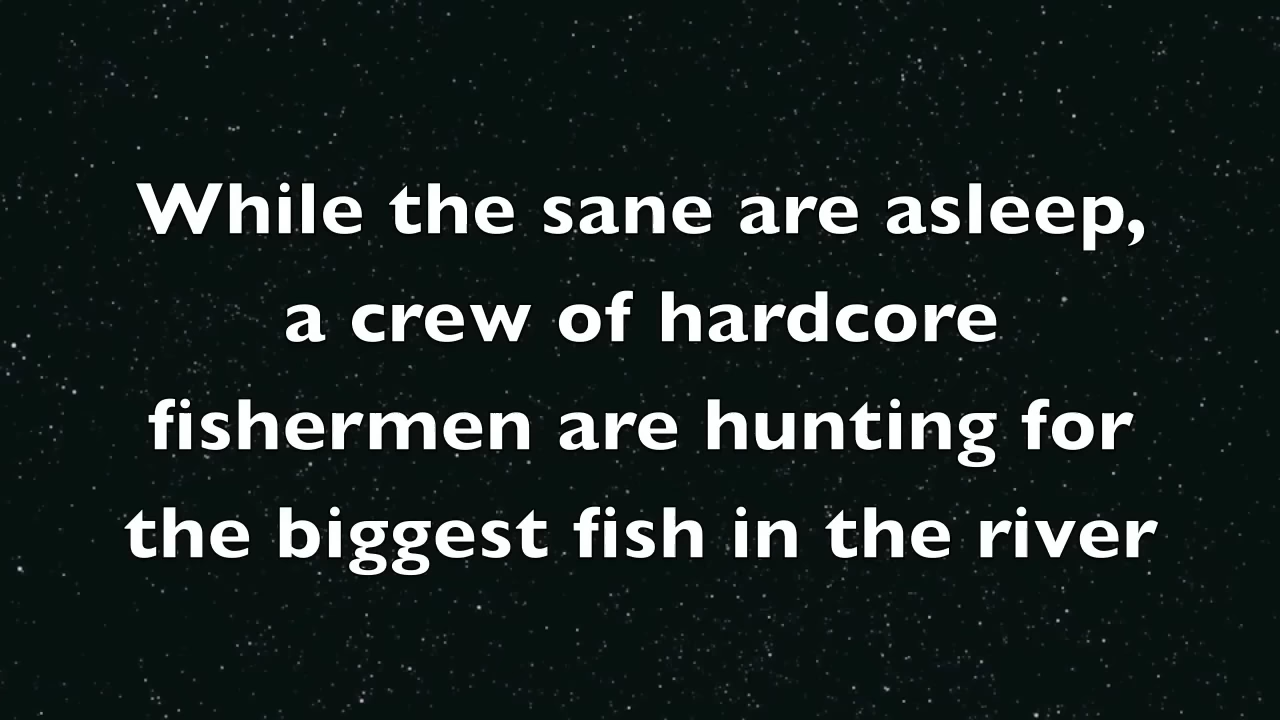 While the sane are asleep,
a crew of hardcore
fishermen are hunting for
the biggest fish in the river